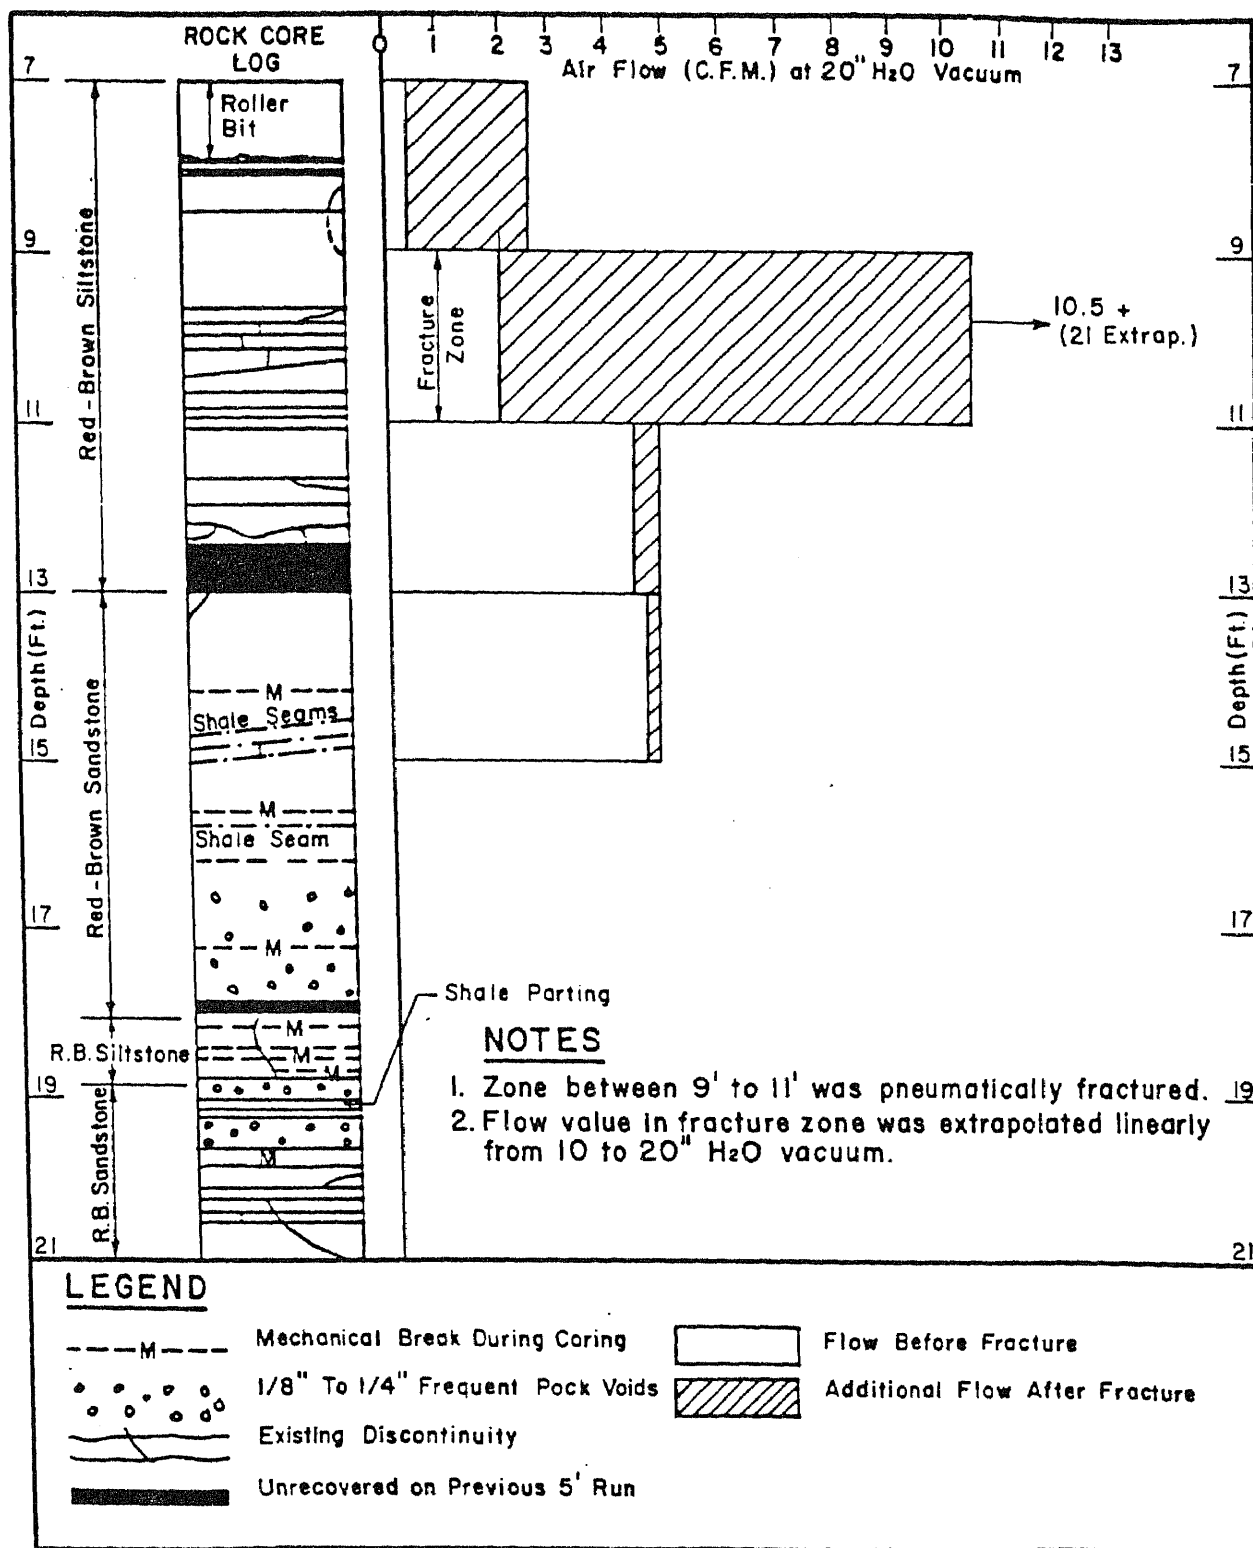 ROCK CORE
LOG
0 1 2 3 4 5 6 7 8 9 10 11 12 13
Air Flow (C.F.M.) at 20" H2O Vacuum
7
7
Roller
Bit
Red-Brown Siltstone
9
9
Fracture
Zone
10.5 +
(21 Extrap.)
11
11
13
13
Depth (Ft.)
Depth (Ft.)
Red-Brown Sandstone
M
Shale Seams
15
15
M
Shale Seam
17
17
M
Shale Parting
R.B. Siltstone
M
M
M
NOTES
1. Zone between 9' to 11' was pneumatically fractured.
2. Flow value in fracture zone was extrapolated linearly
from 10 to 20" H2O vacuum.
19
19
R.B. Sandstone
M
21
21
LEGEND
M
Mechanical Break During Coring
1/8" To 1/4" Frequent Pock Voids
Existing Discontinuity
Unrecovered on Previous 5' Run
Flow Before Fracture
Additional Flow After Fracture